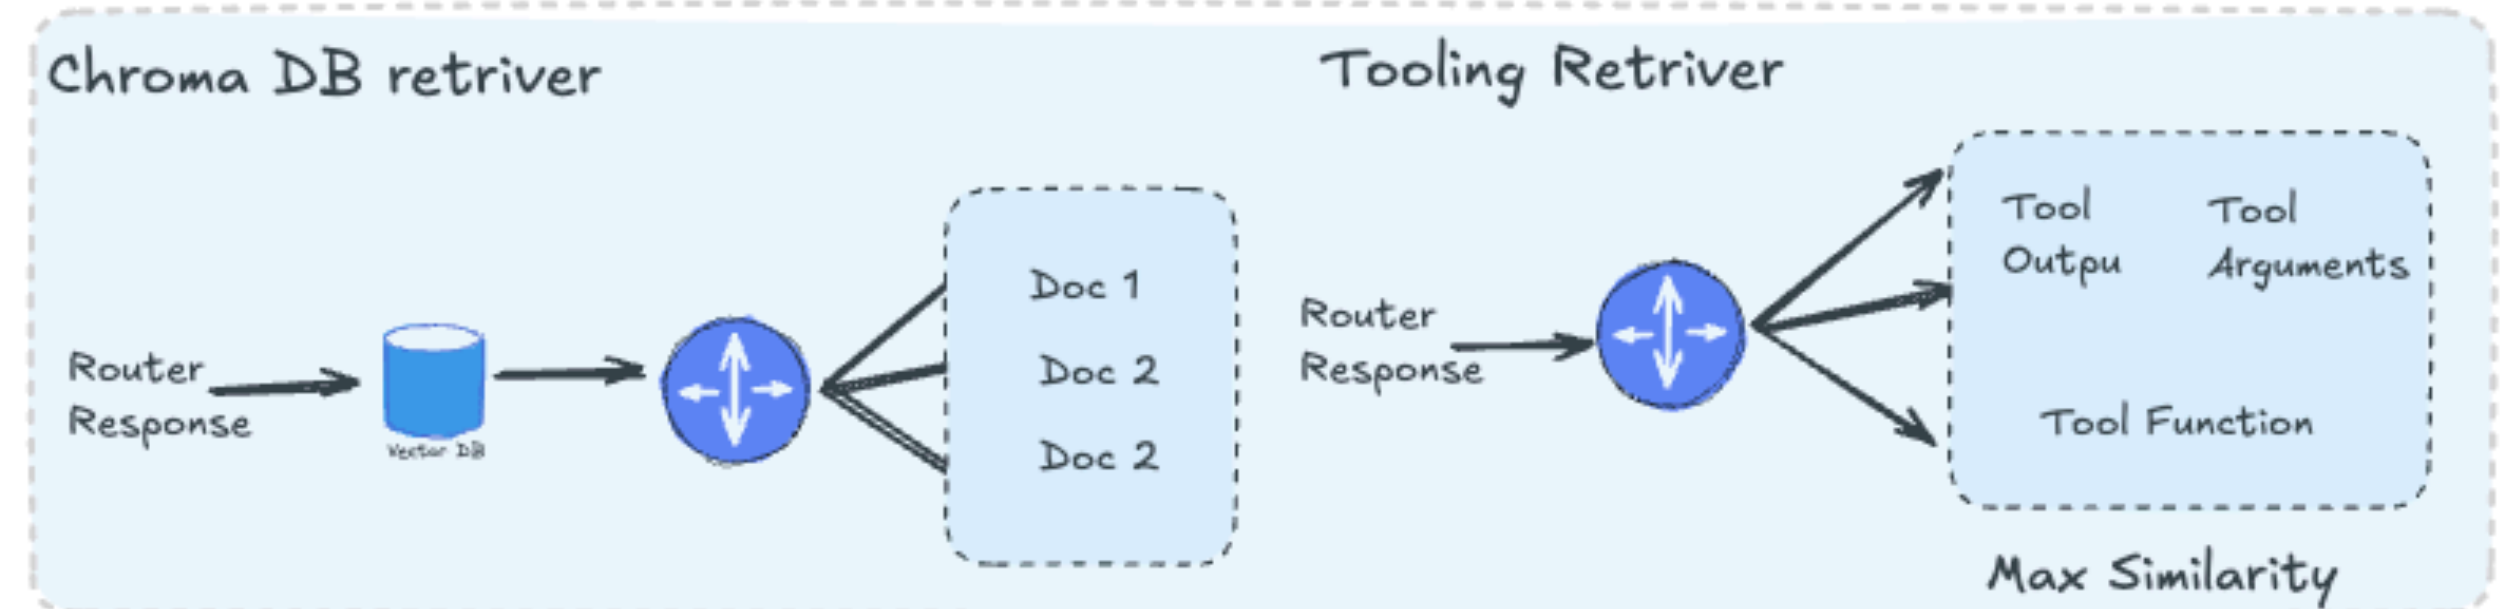 Chroma DB retriver
Router
Response
Vector DB
Doc 1
Doc 2
Doc 2
Tooling Retriver
Router
Response
Tool
Outpu
Tool
Arguments
Tool Function
Max Similarity